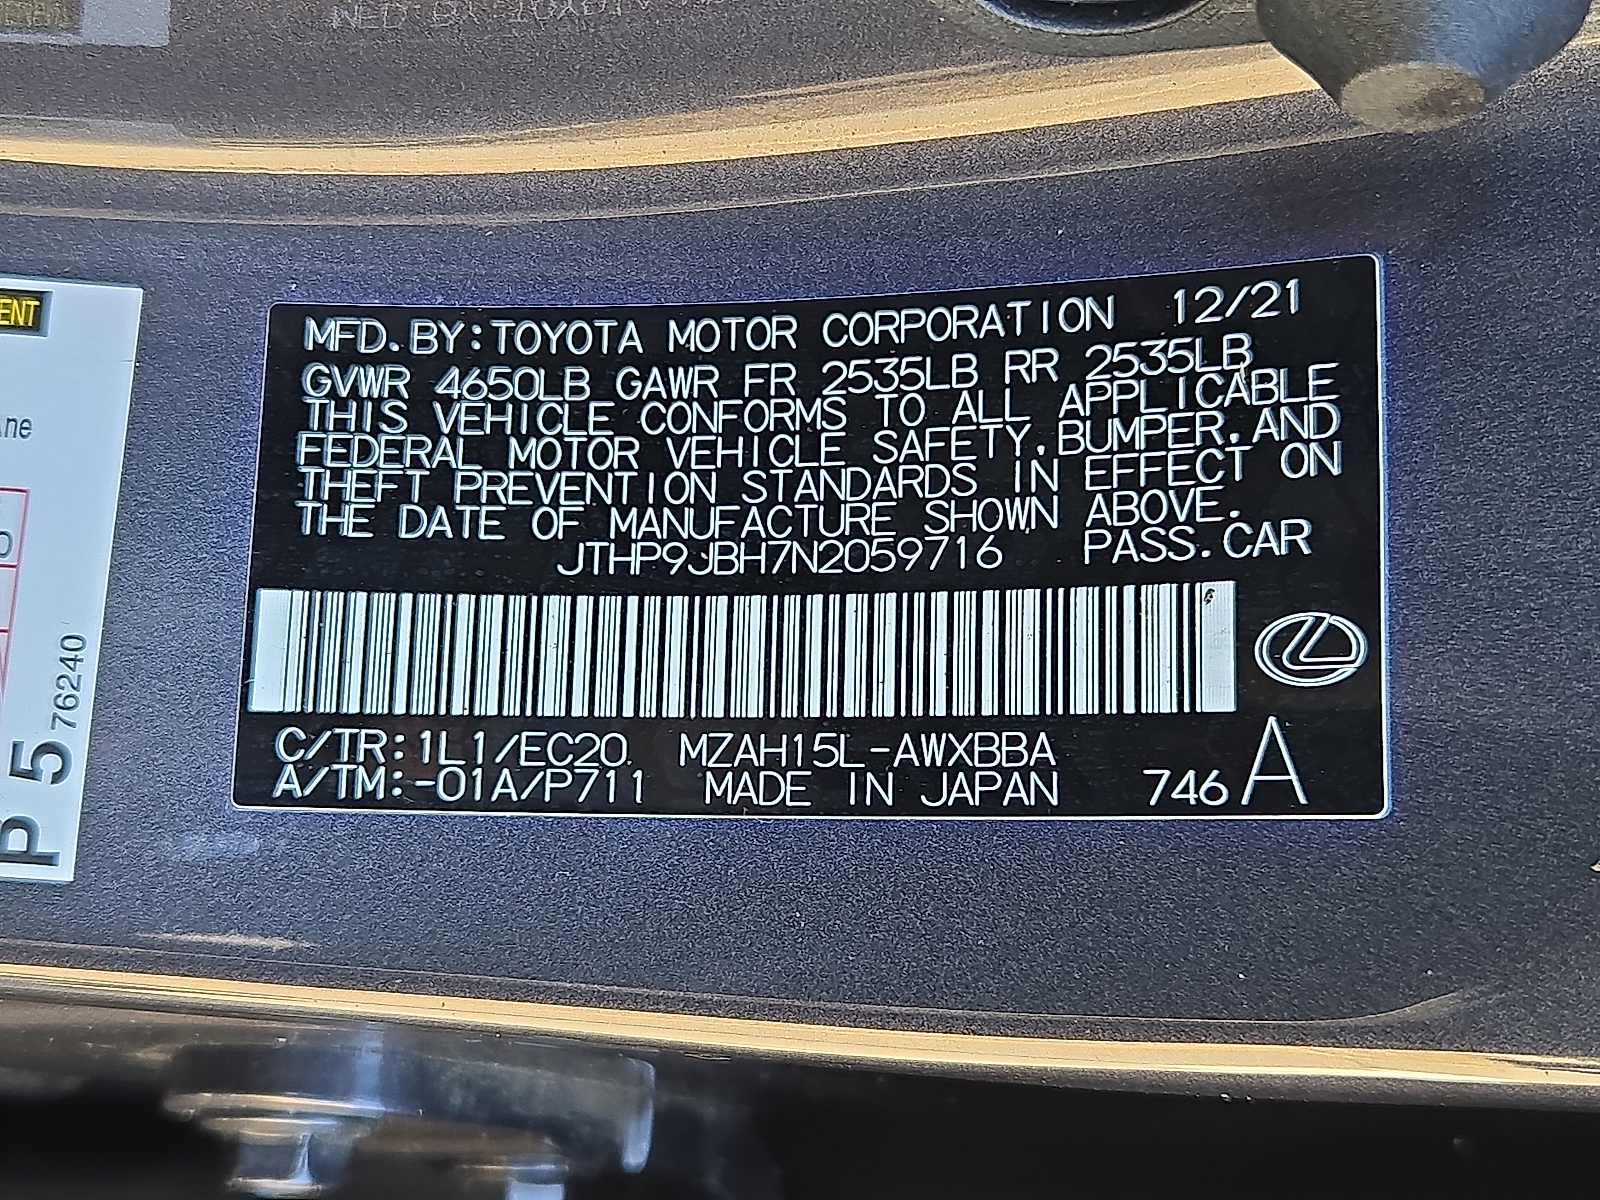 MFD.BY:TOYOTA MOTOR CORPORATION 12/21
GVWR 4650LB GAWR FR 2535LB RR 2535LB
THIS VEHICLE CONFORMS TO ALL APPLICABLE
FEDERAL MOTOR VEHICLE SAFETY,BUMPER,AND
THEFT PREVENTION STANDARDS IN EFFECT ON
THE DATE OF MANUFACTURE SHOWN ABOVE.
JTHP9JBH7N2059716 PASS.CAR
C/TR:1L1/EC20 MZAH15L-AWXBBA
A/TM:-01A/P711 MADE IN JAPAN 746 A
ENT
P 5 76240